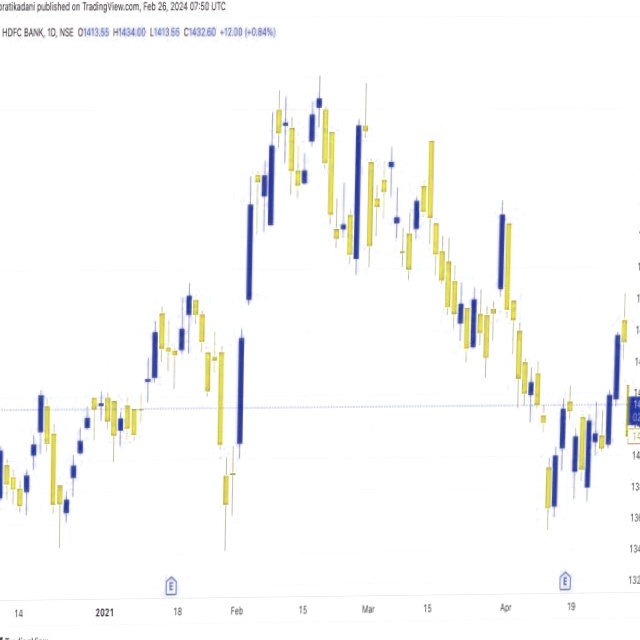 pratikadani published on TradingView.com, Feb 26, 2024 07:50 UTC
HDFC BANK, 1D, NSE O1413.55 H1434.00 L1413.55 C1432.60 +12.00 (+0.84%)
E E
14 2021 18 Feb 15 Mar 15 Apr 19
TradingView